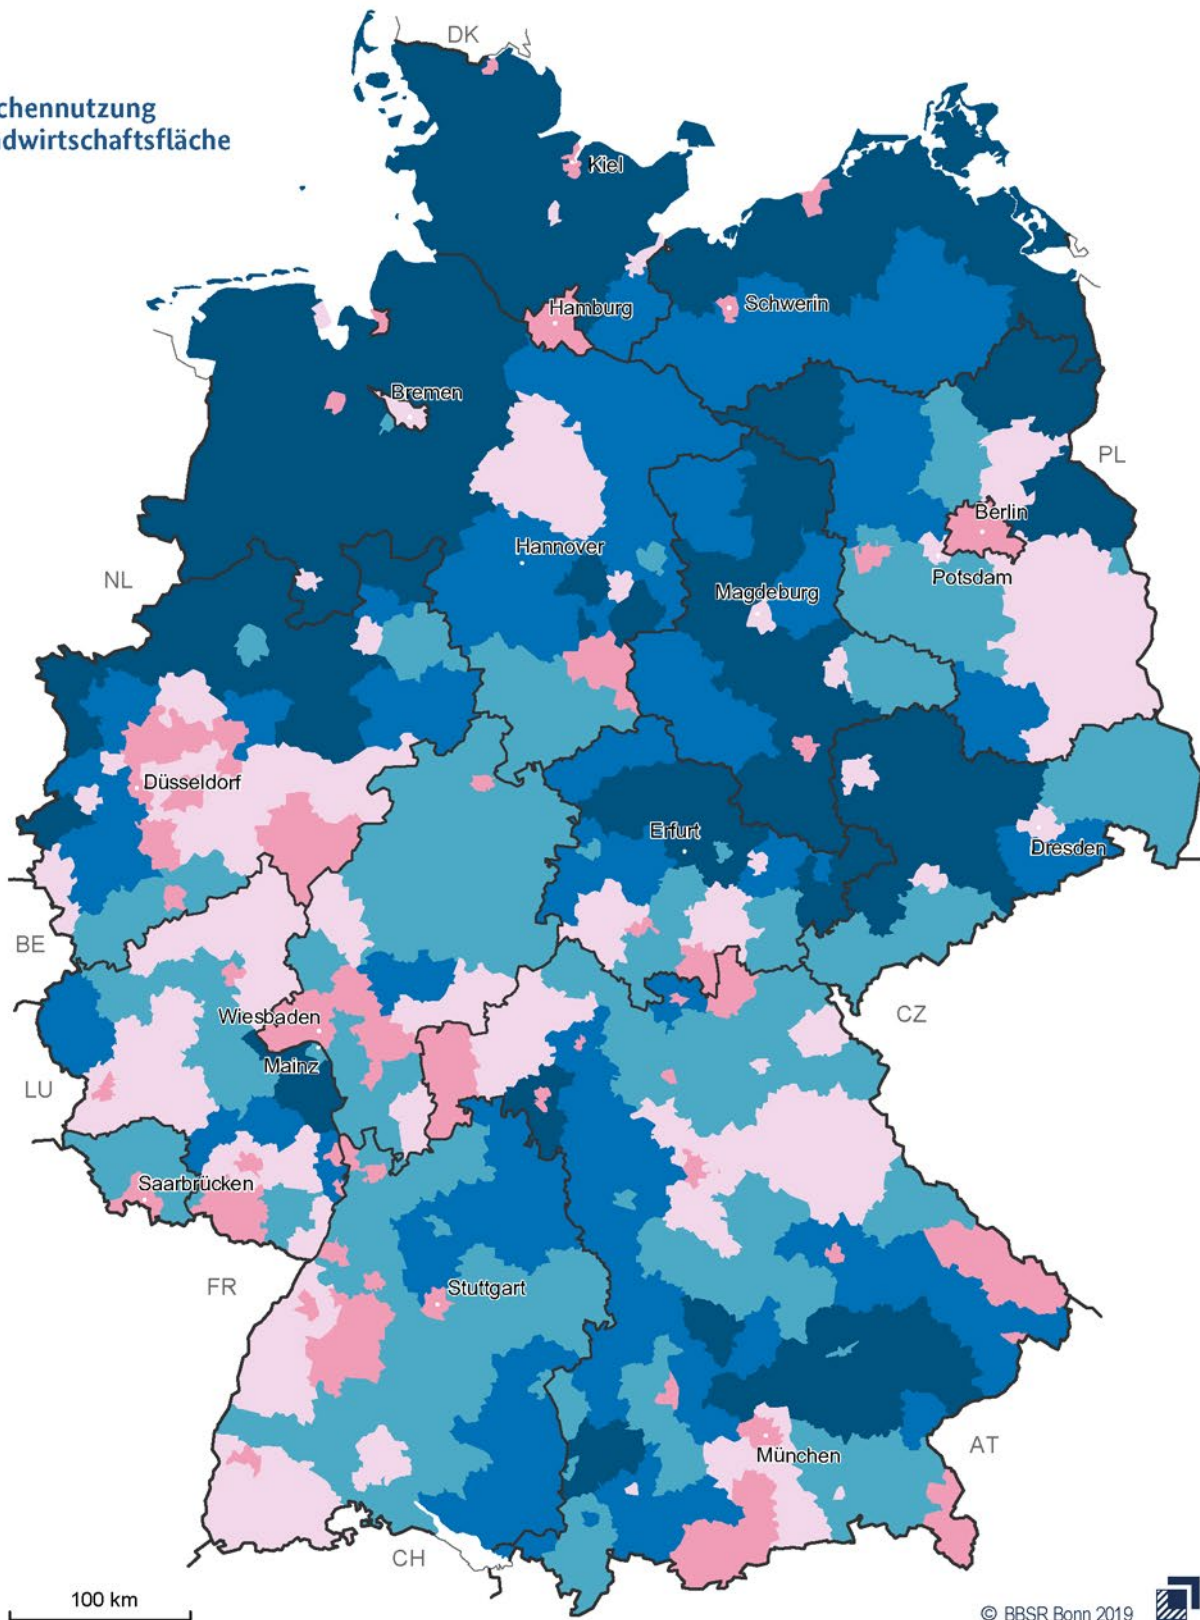 DK
chennutzung
dwirtschaftsfläche
Kiel
Hamburg
Schwerin
Bremen
PL
Berlin
Hannover
NL
Potsdam
Magdeburg
Düsseldorf
Erfurt
Dresden
BE
Wiesbaden
CZ
Mainz
LU
Saarbrücken
FR
Stuttgart
AT
München
CH
100 km
© BBSR Bonn 2019